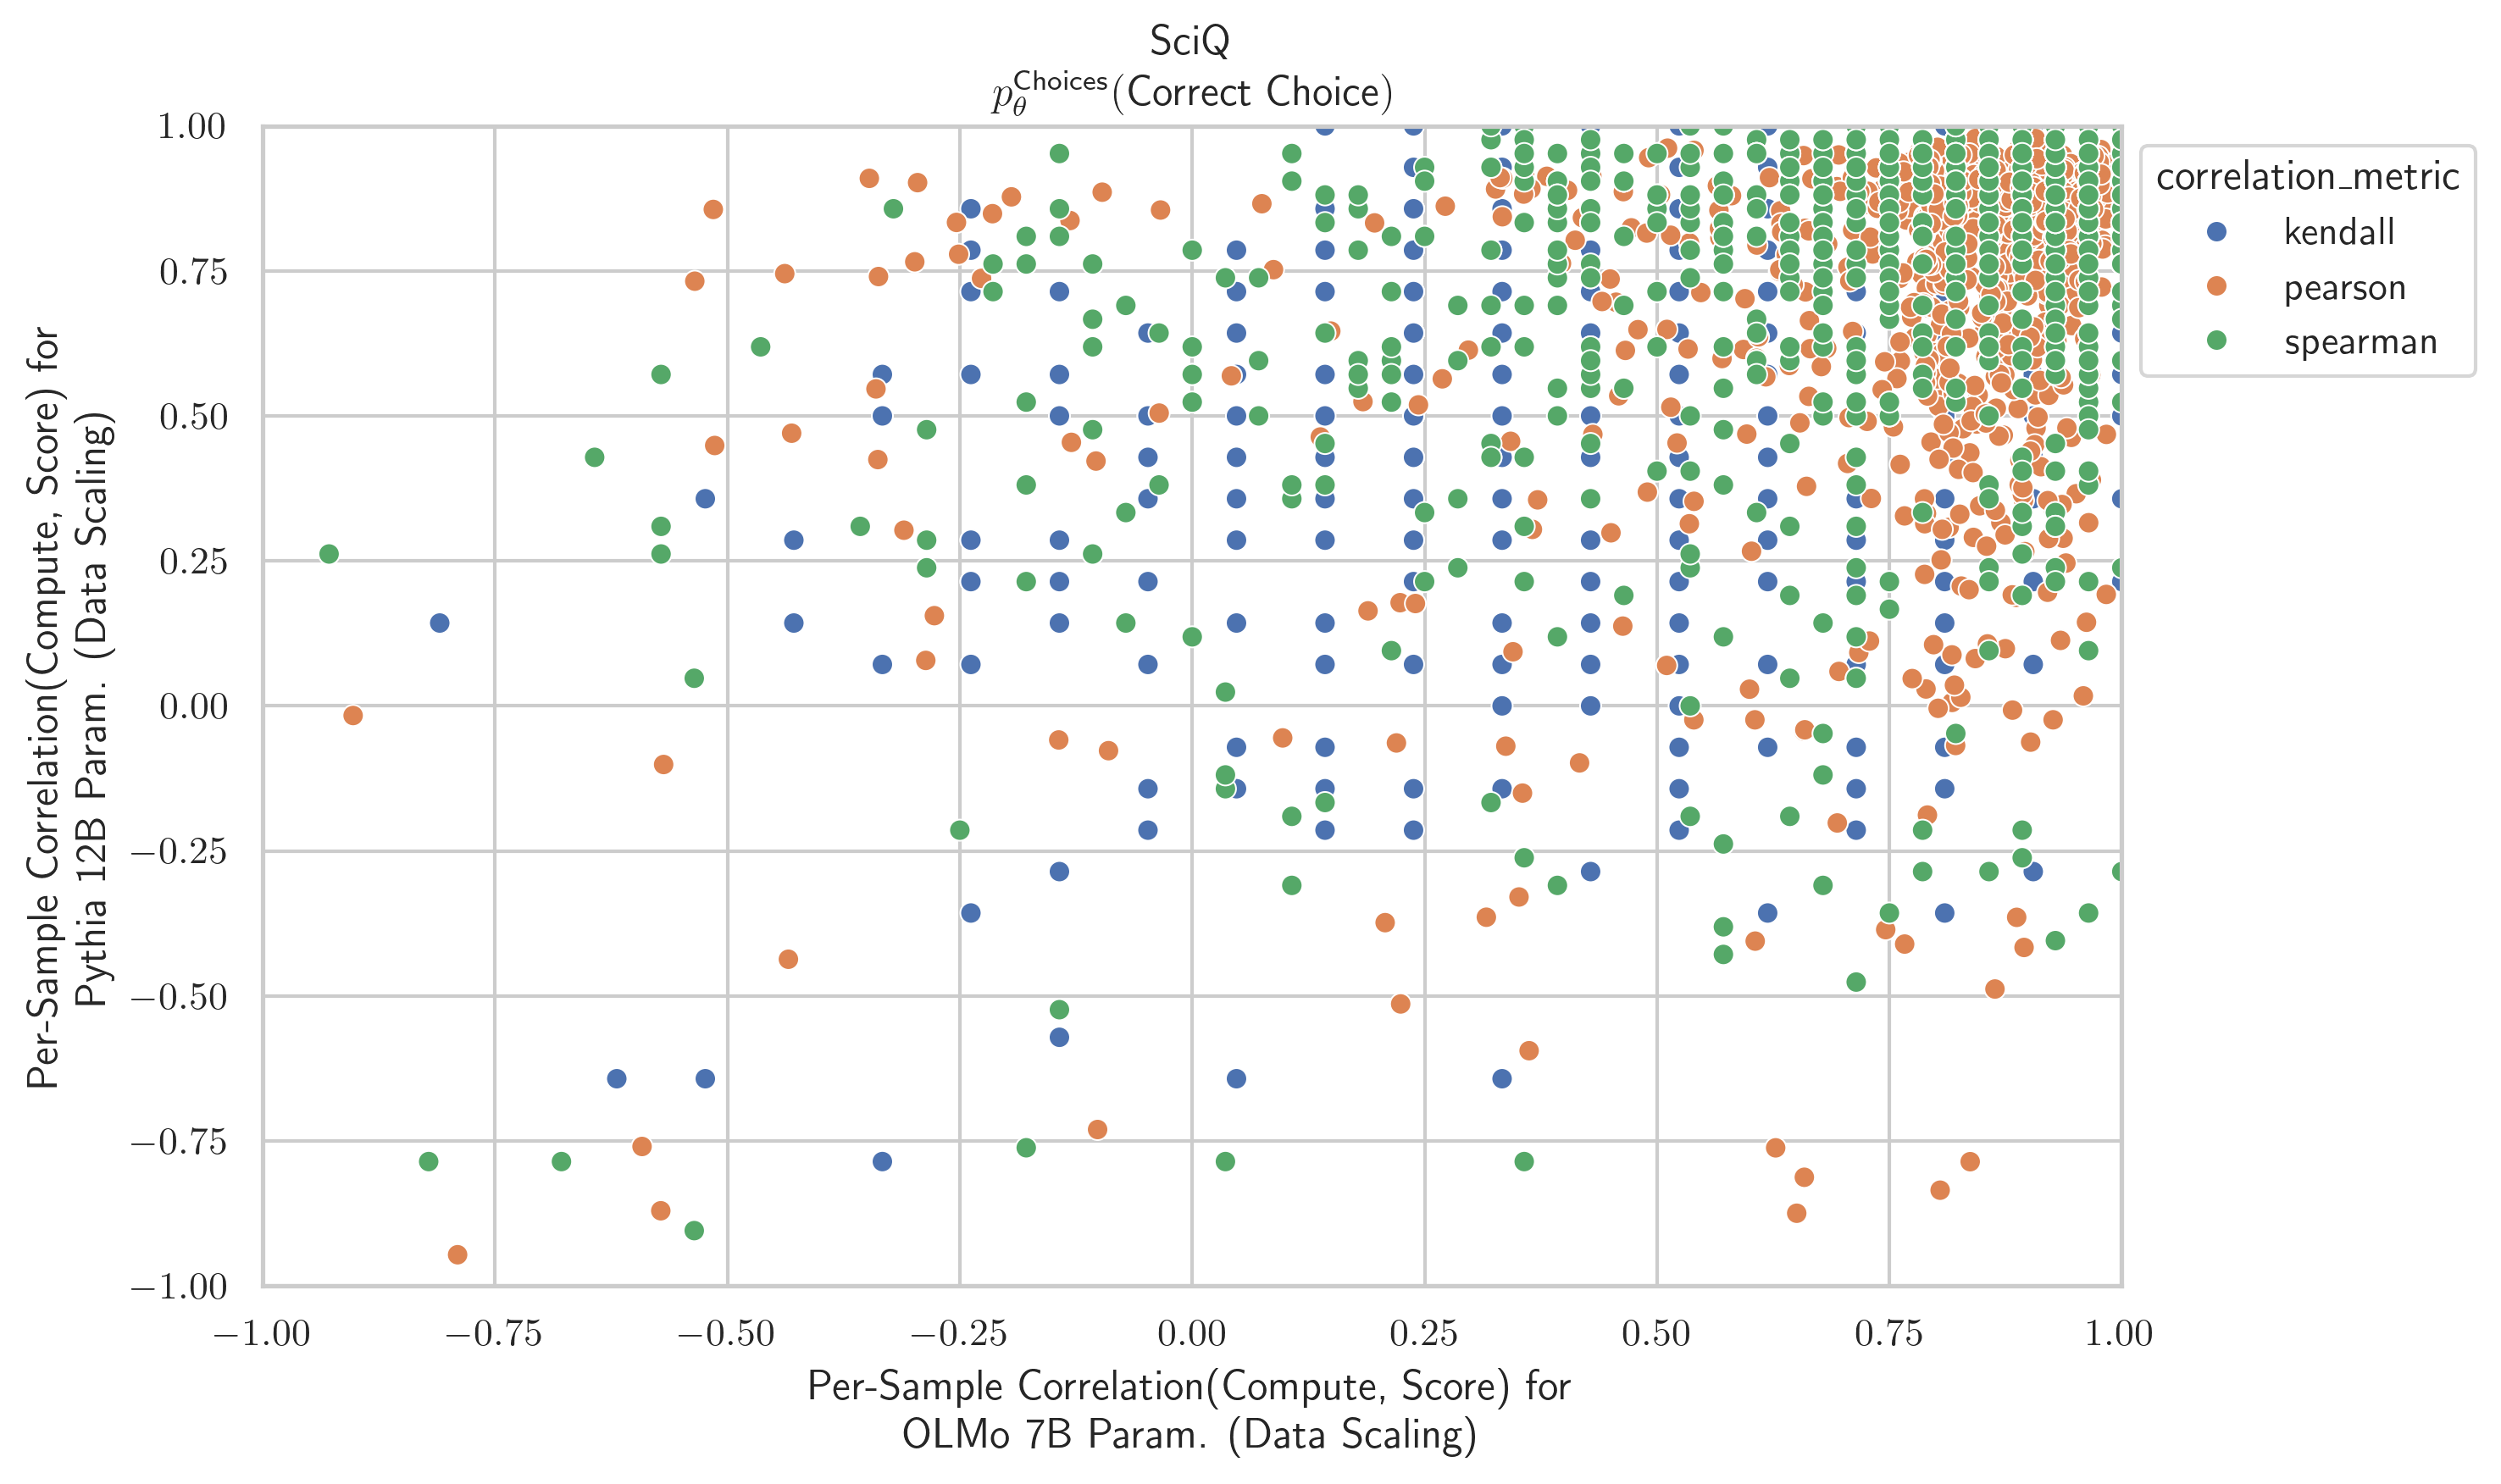 SciQ
p_θ^Choices(Correct Choice)
Per-Sample Correlation(Compute, Score) for
Pythia 12B Param. (Data Scaling)
1.00
0.75
0.50
0.25
0.00
−0.25
−0.50
−0.75
−1.00
−1.00 −0.75 −0.50 −0.25 0.00 0.25 0.50 0.75 1.00
Per-Sample Correlation(Compute, Score) for
OLMo 7B Param. (Data Scaling)
correlation_metric
kendall
pearson
spearman